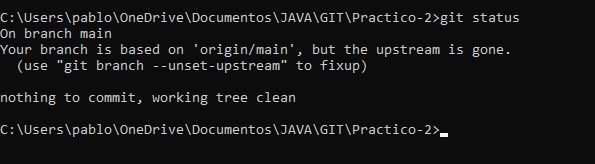 C:\Users\pablo\OneDrive\Documentos\JAVA\GIT\Practico-2>git status
On branch main
Your branch is based on 'origin/main', but the upstream is gone.
  (use "git branch --unset-upstream" to fixup)
nothing to commit, working tree clean
C:\Users\pablo\OneDrive\Documentos\JAVA\GIT\Practico-2>